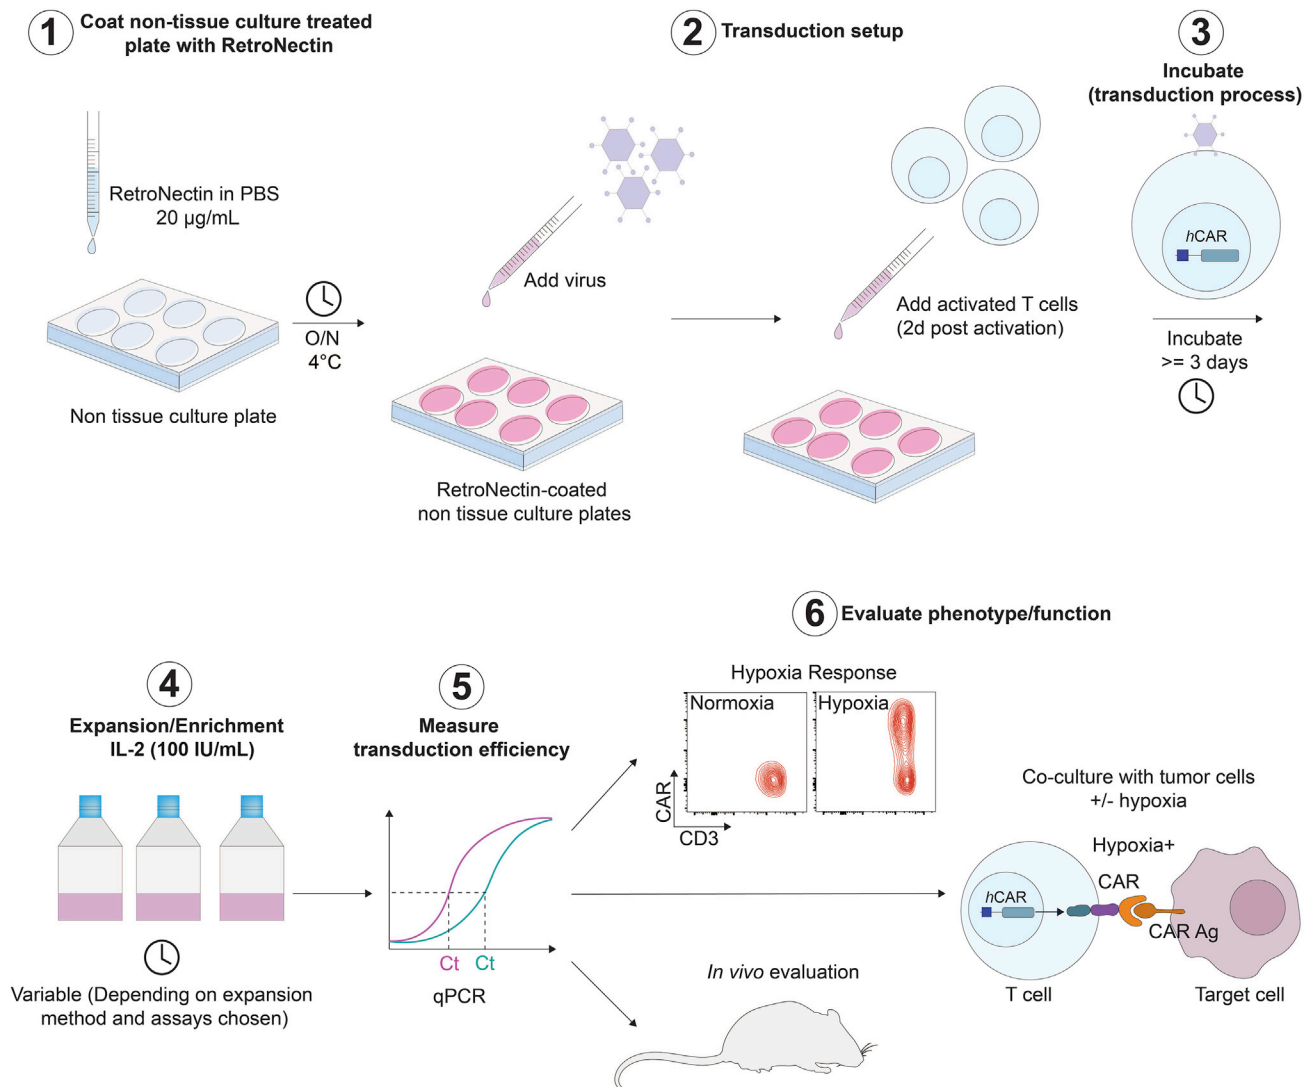 1
Coat non-tissue culture treated
plate with RetroNectin
RetroNectin in PBS
20 µg/mL
Non tissue culture plate
O/N
4°C
2
Transduction setup
Add virus
RetroNectin-coated
non tissue culture plates
Add activated T cells
(2d post activation)
3
Incubate
(transduction process)
hCAR
Incubate
>= 3 days
4
Expansion/Enrichment
IL-2 (100 IU/mL)
Variable (Depending on expansion
method and assays chosen)
5
Measure
transduction efficiency
Ct
Ct
qPCR
6
Evaluate phenotype/function
Hypoxia Response
Normoxia
Hypoxia
CAR
CD3
Co-culture with tumor cells
+/- hypoxia
Hypoxia+
CAR
hCAR
CAR Ag
T cell
Target cell
In vivo evaluation